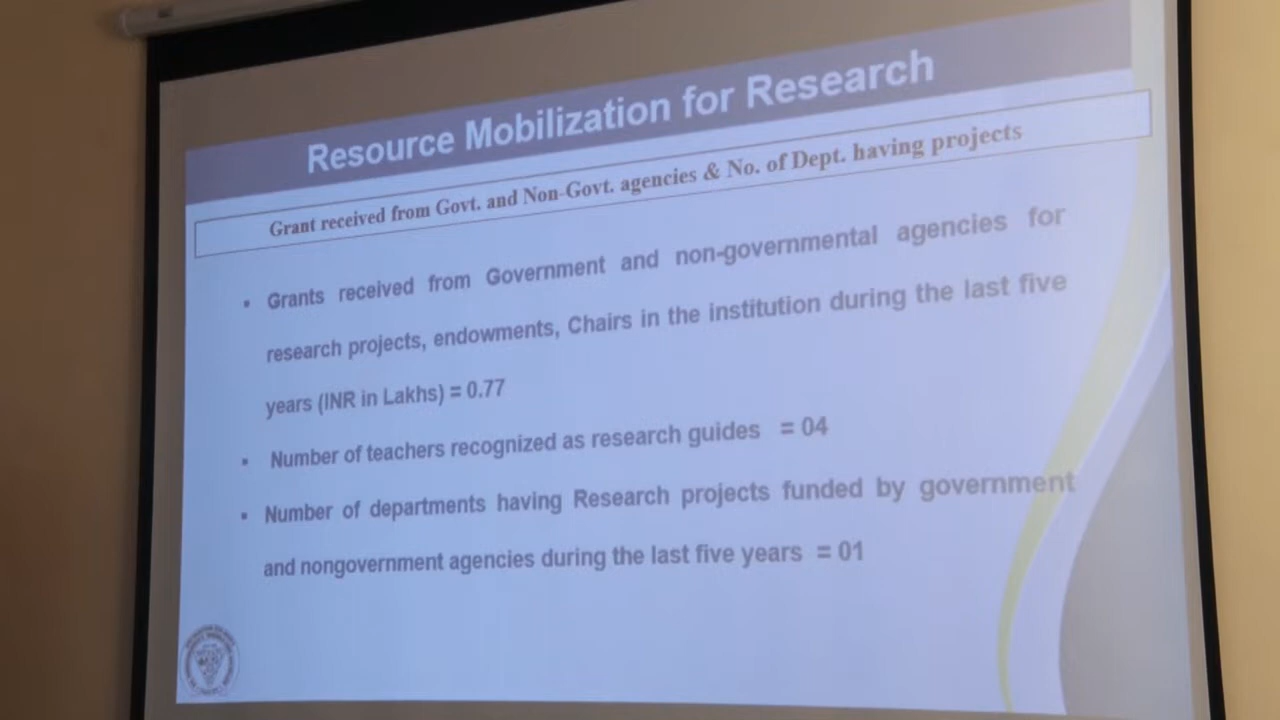 Resource Mobilization for Research
Grant received from Govt. and Non-Govt. agencies & No. of Dept. having projects
▪ Grants received from Government and non-governmental agencies for
research projects, endowments, Chairs in the institution during the last five
years (INR in Lakhs) = 0.77
▪ Number of teachers recognized as research guides = 04
▪ Number of departments having Research projects funded by government
and nongovernment agencies during the last five years = 01